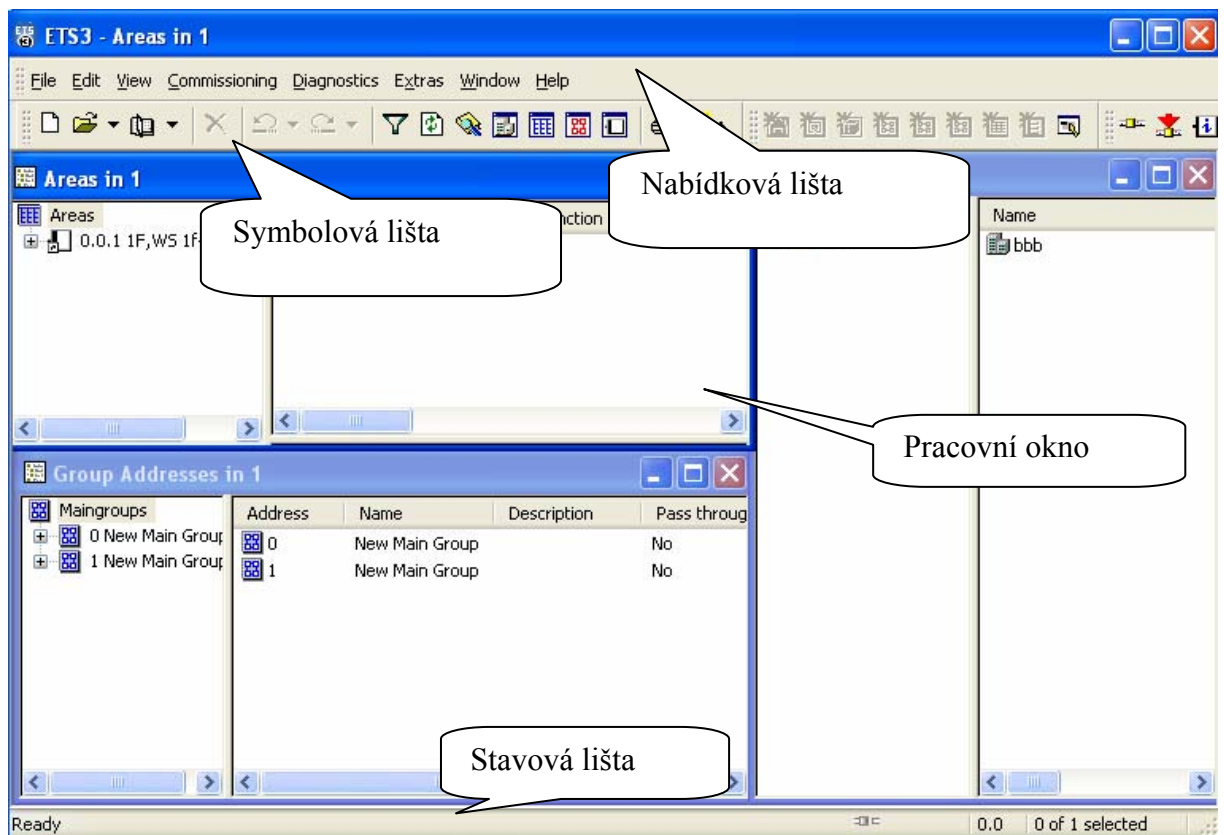 ETS3 - Areas in 1
File Edit View Commissioning Diagnostics Extras Window Help
Nabídková lišta
Symbolová lišta
Areas in 1
Areas
0.0.1 1F,WS 1f
nction
Name
bbb
Pracovní okno
Group Addresses in 1
Maingroups
0 New Main Group
1 New Main Group
Address Name Description Pass throug
0 New Main Group No
1 New Main Group No
Stavová lišta
Ready 0.0 0 of 1 selected